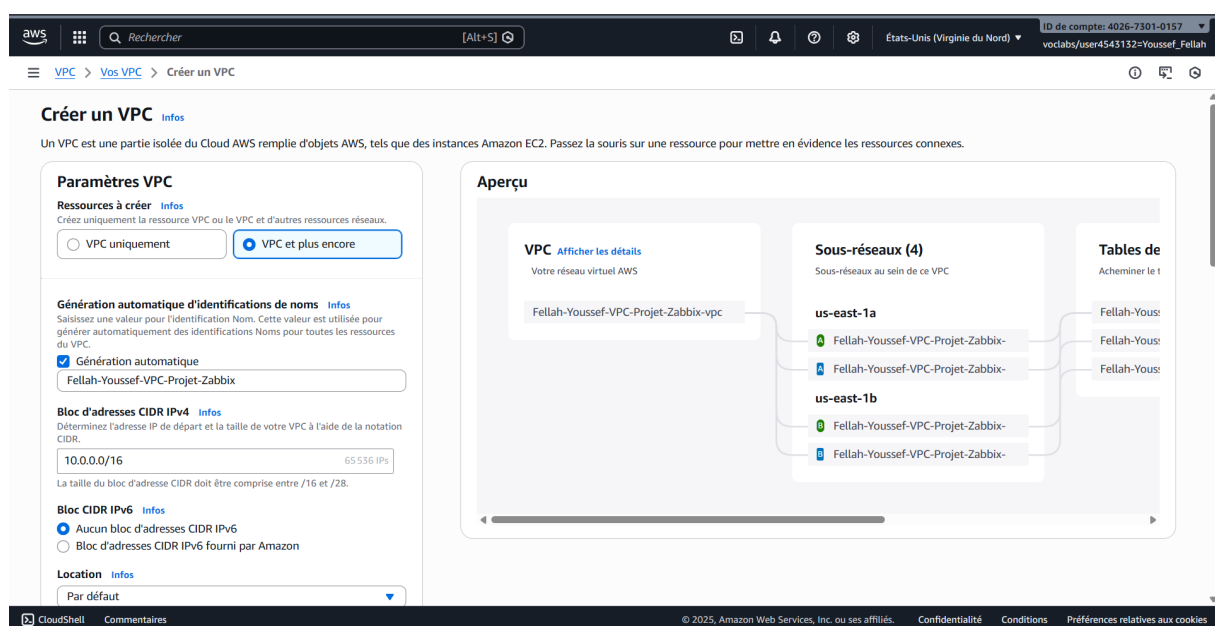 aws
Rechercher
[Alt+S]
États-Unis (Virginie du Nord)
ID de compte: 4026-7301-0157
voclabs/user4543132=Youssef_Fellah
VPC > Vos VPC > Créer un VPC
Créer un VPC Infos
Un VPC est une partie isolée du Cloud AWS remplie d'objets AWS, tels que des instances Amazon EC2. Passez la souris sur une ressource pour mettre en évidence les ressources connexes.
Paramètres VPC
Ressources à créer Infos
Créez uniquement la ressource VPC ou le VPC et d'autres ressources réseaux.
VPC uniquement
VPC et plus encore
Génération automatique d'identifications de noms Infos
Saisissez une valeur pour l'identification Nom. Cette valeur est utilisée pour
générer automatiquement des identifications Noms pour toutes les ressources
du VPC.
Génération automatique
Fellah-Youssef-VPC-Projet-Zabbix
Bloc d'adresses CIDR IPv4 Infos
Déterminez l'adresse IP de départ et la taille de votre VPC à l'aide de la notation
CIDR.
10.0.0.0/16
65 536 IPs
La taille du bloc d'adresse CIDR doit être comprise entre /16 et /28.
Bloc CIDR IPv6 Infos
Aucun bloc d'adresses CIDR IPv6
Bloc d'adresses CIDR IPv6 fourni par Amazon
Location Infos
Par défaut
Aperçu
VPC Afficher les détails
Votre réseau virtuel AWS
Fellah-Youssef-VPC-Projet-Zabbix-vpc
Sous-réseaux (4)
Sous-réseaux au sein de ce VPC
us-east-1a
A Fellah-Youssef-VPC-Projet-Zabbix-
A Fellah-Youssef-VPC-Projet-Zabbix-
us-east-1b
B Fellah-Youssef-VPC-Projet-Zabbix-
B Fellah-Youssef-VPC-Projet-Zabbix-
Tables de
Acheminer le
Fellah-Youss
Fellah-Youss
Fellah-Youss
CloudShell
Commentaires
© 2025, Amazon Web Services, Inc. ou ses affiliés.
Confidentialité
Conditions
Préférences relatives aux cookies